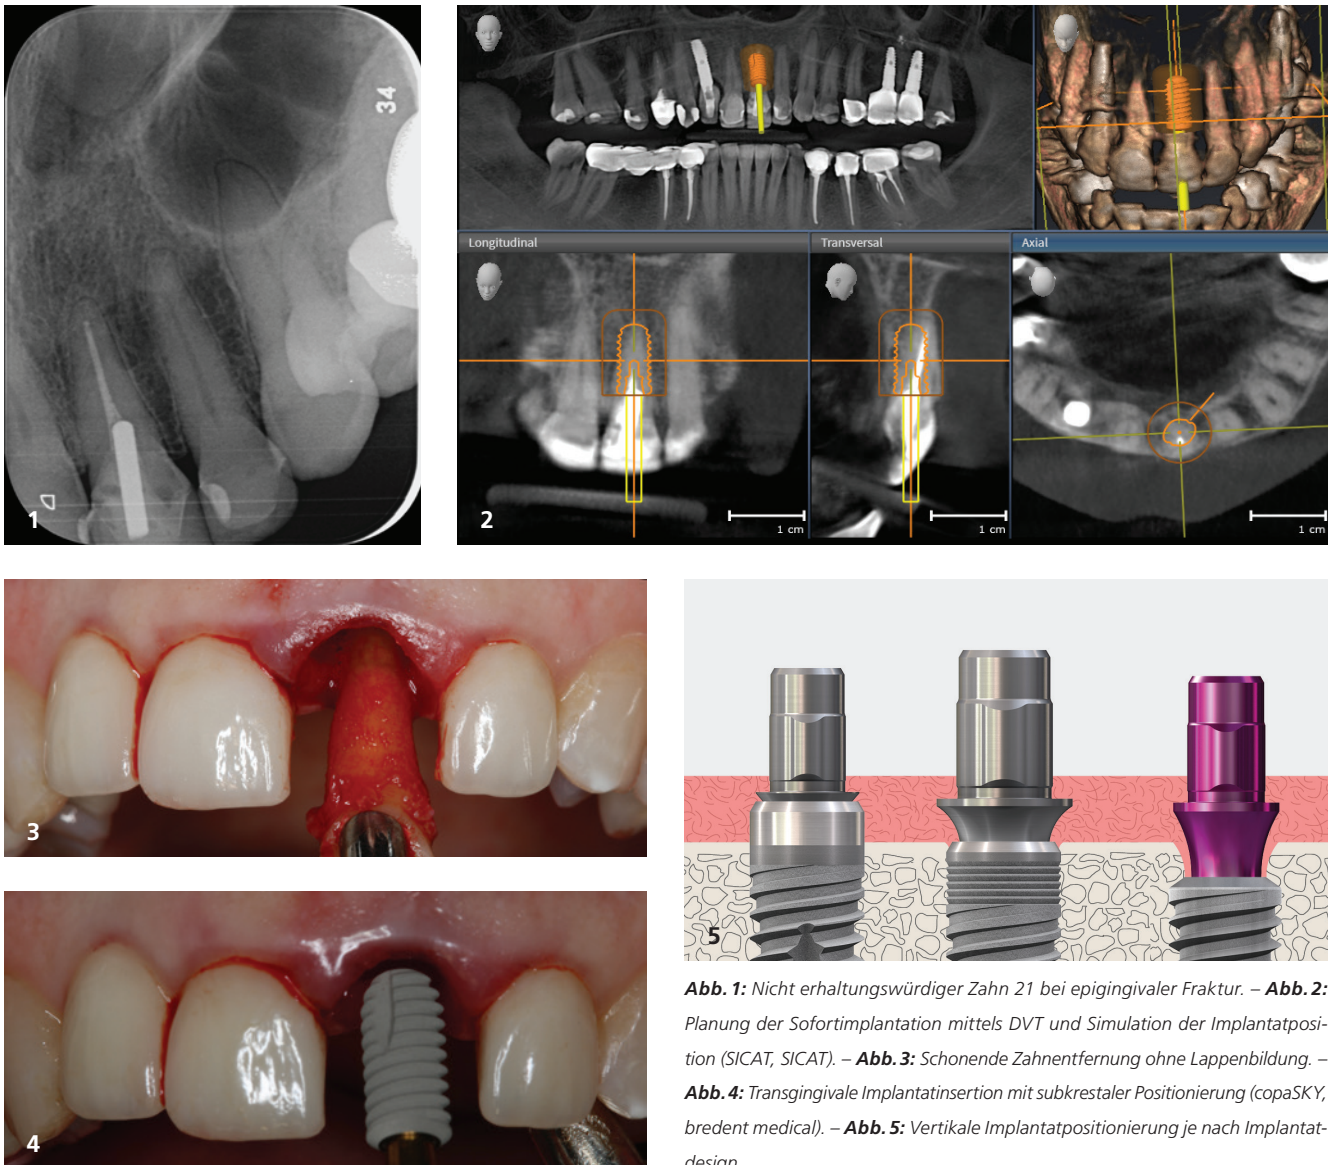 34
1
Longitudinal
Transversal
Axial
1 cm
1 cm
1 cm
2
3
4
5
Abb. 1: Nicht erhaltungswürdiger Zahn 21 bei epigingivaler Fraktur. – Abb. 2:
Planung der Sofortimplantation mittels DVT und Simulation der Implantatposi-
tion (SICAT, SICAT). – Abb. 3: Schonende Zahnentfernung ohne Lappenbildung. –
Abb. 4: Transgingivale Implantatinsertion mit subkrestaler Positionierung (copaSKY,
bredent medical). – Abb. 5: Vertikale Implantatpositionierung je nach Implantat-
design.